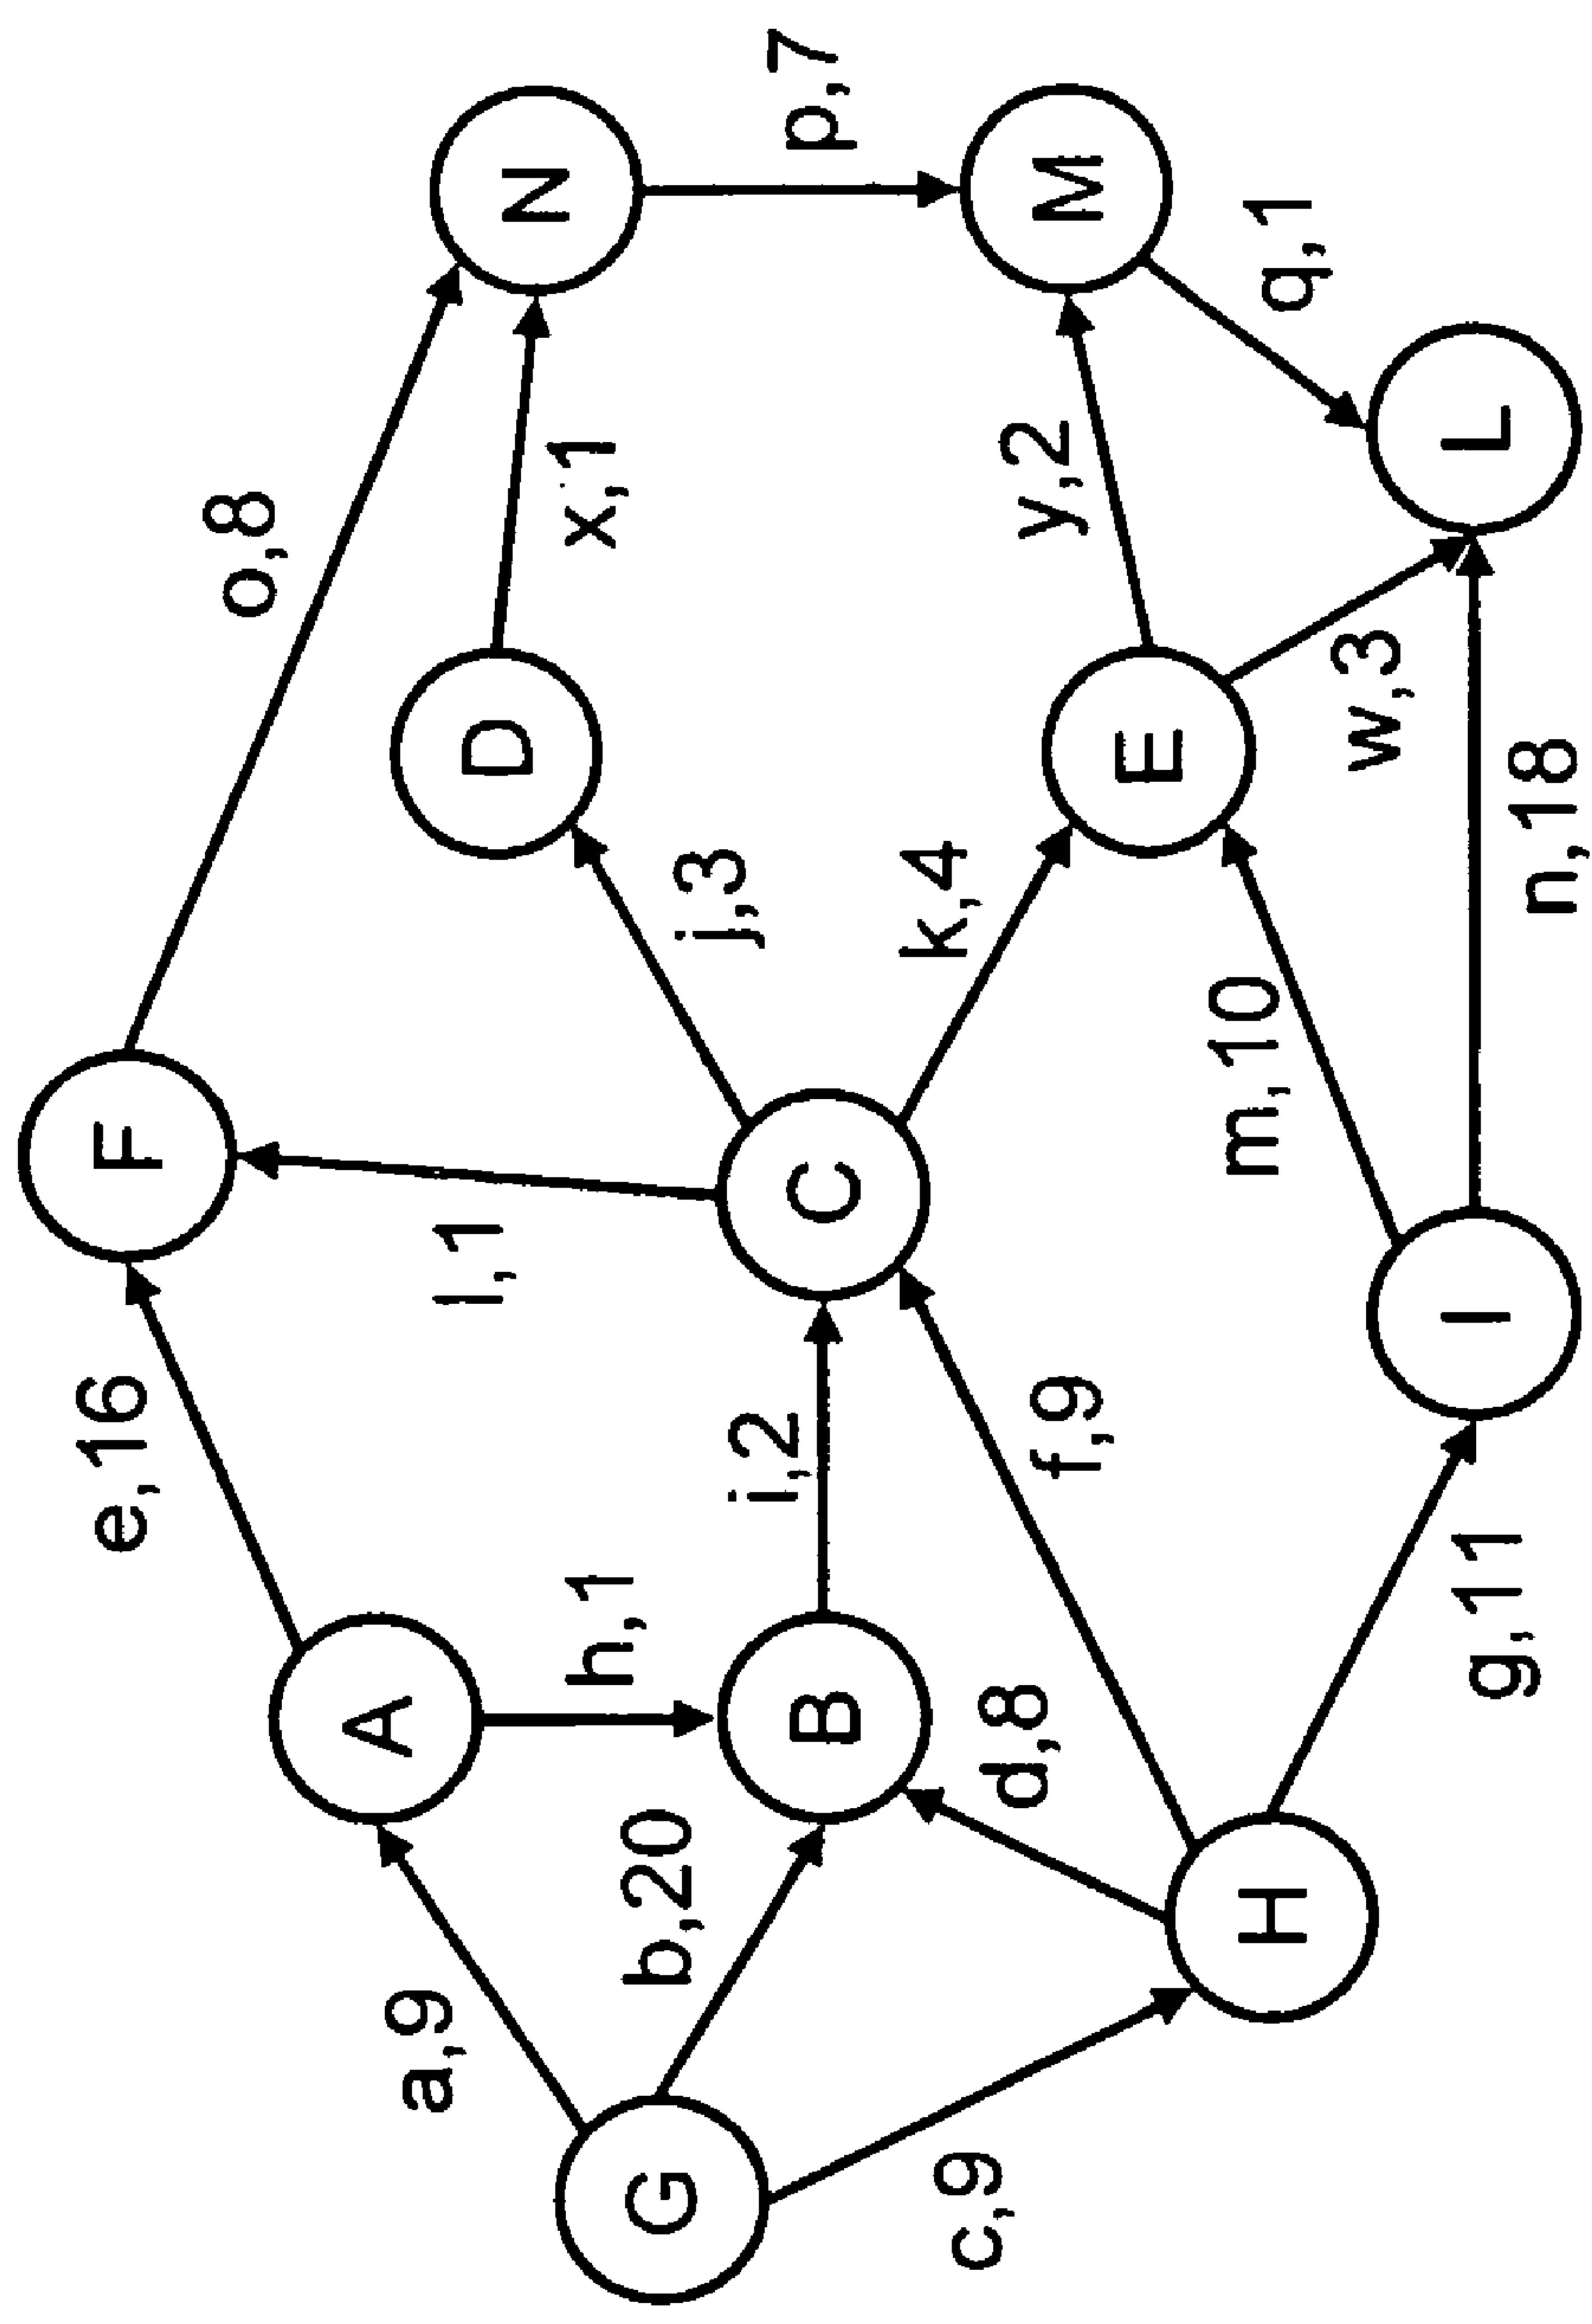 e,16
F
o,8
A
a,9
l,1
D
N
h,1
x,1
G
b,20
j,3
i,2
p,7
B
C
k,4
c,9
d,8
f,9
y,2
M
E
m,10
H
q,1
w,3
I
L
g,11
n,18